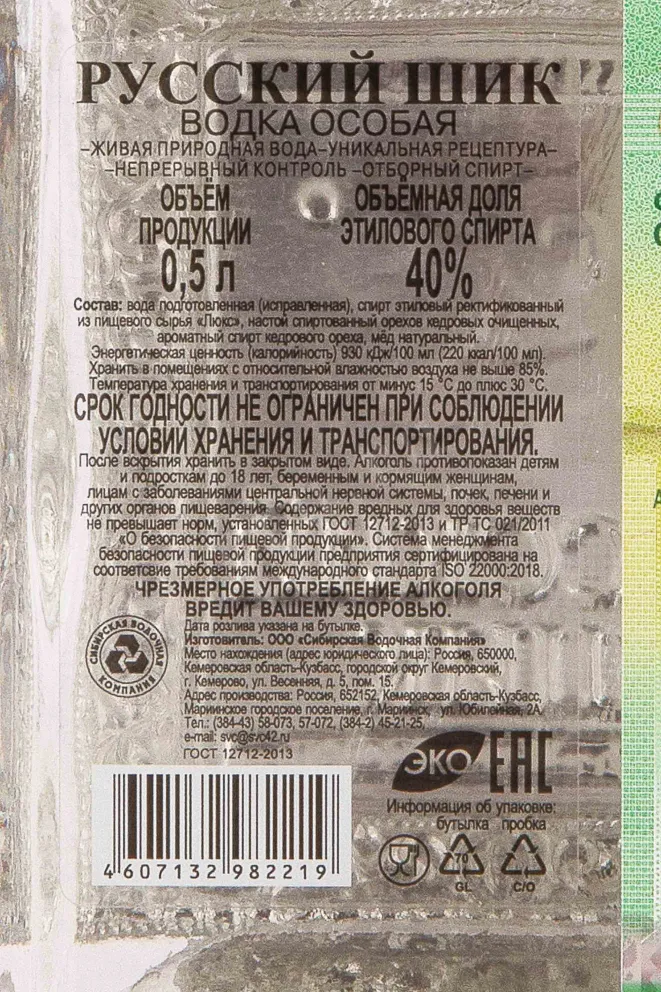 РУССКИЙ ШИК
ВОДКА ОСОБАЯ
–ЖИВАЯ ПРИРОДНАЯ ВОДА–УНИКАЛЬНАЯ РЕЦЕПТУРА–
–НЕПРЕРЫВНЫЙ КОНТРОЛЬ –ОТБОРНЫЙ СПИРТ–
ОБЪЁМ
ПРОДУКЦИИ
0,5 л
ОБЪЁМНАЯ ДОЛЯ
ЭТИЛОВОГО СПИРТА
40%
Состав: вода подготовленная (исправленная), спирт этиловый ректификованный
из пищевого сырья «Люкс», настой спиртованный орехов кедровых очищенных,
ароматный спирт кедрового ореха, мёд натуральный.
Энергетическая ценность (калорийность) 930 кДж/100 мл (220 ккал/100 мл).
Хранить в помещениях с относительной влажностью воздуха не выше 85%.
Температура хранения и транспортирования от минус 15 °С до плюс 30 °С.
СРОК ГОДНОСТИ НЕ ОГРАНИЧЕН ПРИ СОБЛЮДЕНИИ
УСЛОВИЙ ХРАНЕНИЯ И ТРАНСПОРТИРОВАНИЯ.
После вскрытия хранить в закрытом виде. Алкоголь противопоказан детям
и подросткам до 18 лет, беременным и кормящим женщинам,
лицам с заболеваниями центральной нервной системы, почек, печени и
других органов пищеварения. Содержание вредных для здоровья веществ
не превышает норм, установленных ГОСТ 12712-2013 и ТР ТС 021/2011
«О безопасности пищевой продукции». Система менеджмента
безопасности пищевой продукции предприятия сертифицирована на
соответсвие требованиям международного стандарта ISO 22000:2018.
ЧРЕЗМЕРНОЕ УПОТРЕБЛЕНИЕ АЛКОГОЛЯ
ВРЕДИТ ВАШЕМУ ЗДОРОВЬЮ.
Дата розлива указана на бутылке.
Изготовитель: ООО «Сибирская Водочная Компания»
Место нахождения (адрес юридического лица): Россия, 650000,
Кемеровская область-Кузбасс, городской округ Кемеровский,
г. Кемерово, ул. Весенняя, д. 5, пом. 15.
Адрес производства: Россия, 652152, Кемеровская область-Кузбасс,
Мариинское городское поселение, г. Мариинск, ул. Юбилейная, 2А.
Тел.: (384-43) 58-073, 57-072, (384-2) 45-21-25,
e-mail: svc@svc42.ru
ГОСТ 12712-2013
СИБИРСКАЯ ВОДОЧНАЯ
КОМПАНИЯ
ЭКО
EAC
Информация об упаковке:
бутылка пробка
70
GL
C/O
4 607132 982219